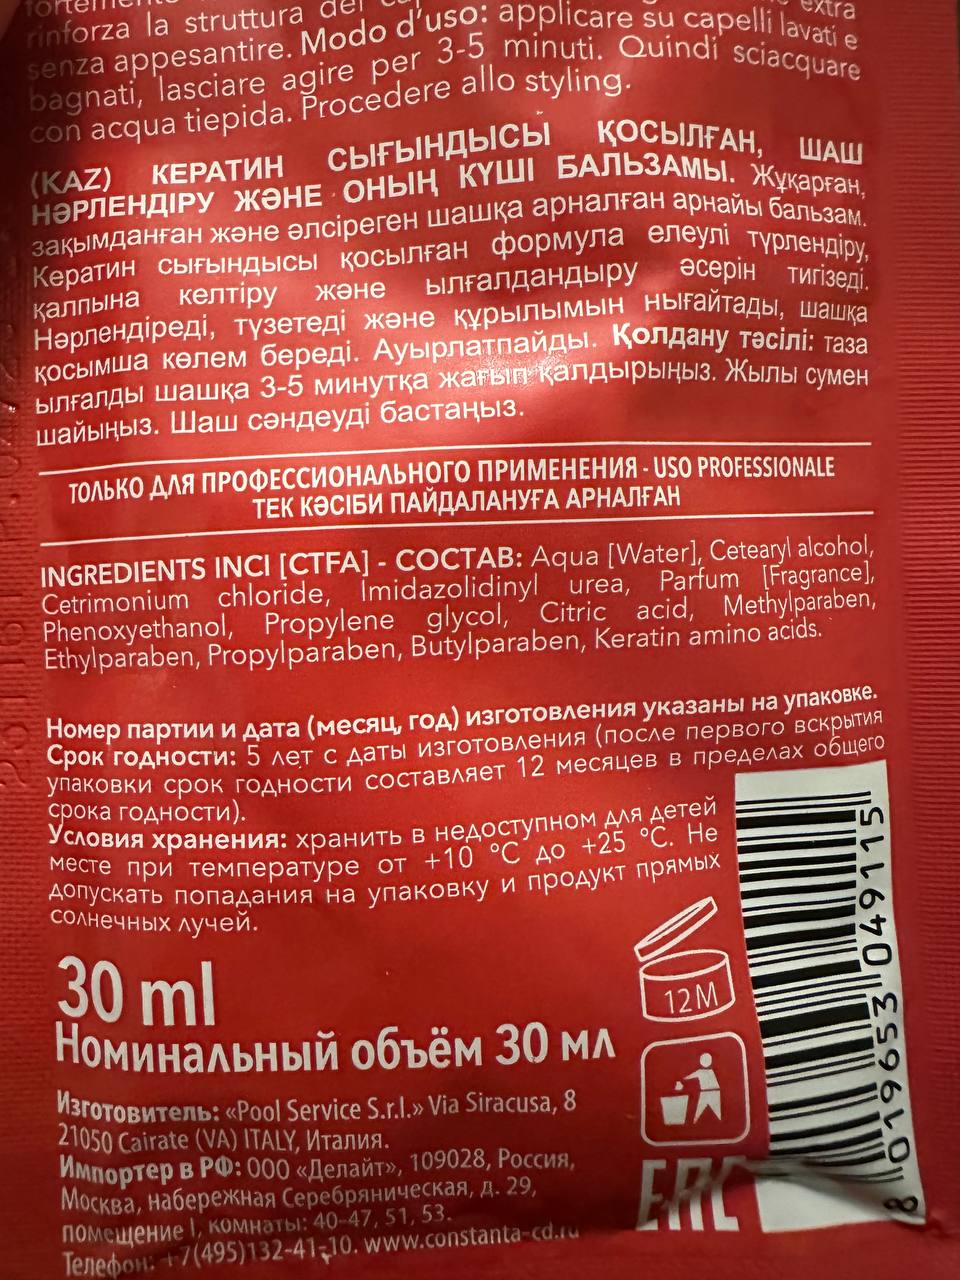 rinforza la struttura del
extra
senza appesantire. Modo d'uso: applicare su capelli lavati e
bagnati, lasciare agire per 3-5 minuti. Quindi sciacquare
con acqua tiepida. Procedere allo styling.
(KAZ) КЕРАТИН СЫҒЫНДЫСЫ ҚОСЫЛҒАН, ШАШ
НӘРЛЕНДІРУ ЖӘНЕ ОНЫҢ КҮШІ БАЛЬЗАМЫ. Жұқарған,
зақымданған және әлсіреген шашқа арналған арнайы бальзам.
Кератин сығындысы қосылған формула елеулі түрлендіру,
қалпына келтіру және ылғалдандыру әсерін тигізеді.
Нәрлендіреді, түзетеді және құрылымын нығайтады, шашқа
қосымша көлем береді. Ауырлатпайды. Қолдану тәсілі: таза
ылғалды шашқа 3-5 минутқа жағып қалдырыңыз. Жылы сумен
шайыңыз. Шаш сәндеуді бастаңыз.
ТОЛЬКО ДЛЯ ПРОФЕССИОНАЛЬНОГО ПРИМЕНЕНИЯ - USO PROFESSIONALE
ТЕК КӘСІБИ ПАЙДАЛАНУҒА АРНАЛҒАН
INGREDIENTS INCI [CTFA] - СОСТАВ: Aqua [Water], Cetearyl alcohol,
Cetrimonium chloride, Imidazolidinyl urea, Parfum [Fragrance],
Phenoxyethanol, Propylene glycol, Citric acid, Methylparaben,
Ethylparaben, Propylparaben, Butylparaben, Keratin amino acids.
Номер партии и дата (месяц, год) изготовления указаны на упаковке.
Срок годности: 5 лет с даты изготовления (после первого вскрытия
упаковки срок годности составляет 12 месяцев в пределах общего
срока годности).
Условия хранения: хранить в недоступном для детей
месте при температуре от +10 °C до +25 °C. Не
допускать попадания на упаковку и продукт прямых
солнечных лучей.
30 ml
Номинальный объём 30 мл
12M
Изготовитель: «Pool Service S.r.l.» Via Siracusa, 8
21050 Cairate (VA) ITALY, Италия.
Импортер в РФ: ООО «Делайт», 109028, Россия,
Москва, набережная Серебряническая, д. 29,
помещение I, комнаты: 40-47, 51, 53.
Телефон: +7(495)132-41-10. www.constanta-cd.ru
EAC
8 019653 049115